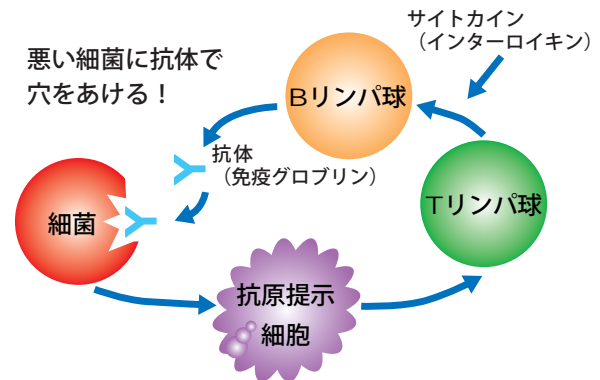 悪い細菌に抗体で
穴をあける！
サイトカイン
（インターロイキン）
Bリンパ球
抗体
（免疫グロブリン）
Tリンパ球
細菌
抗原提示
細胞